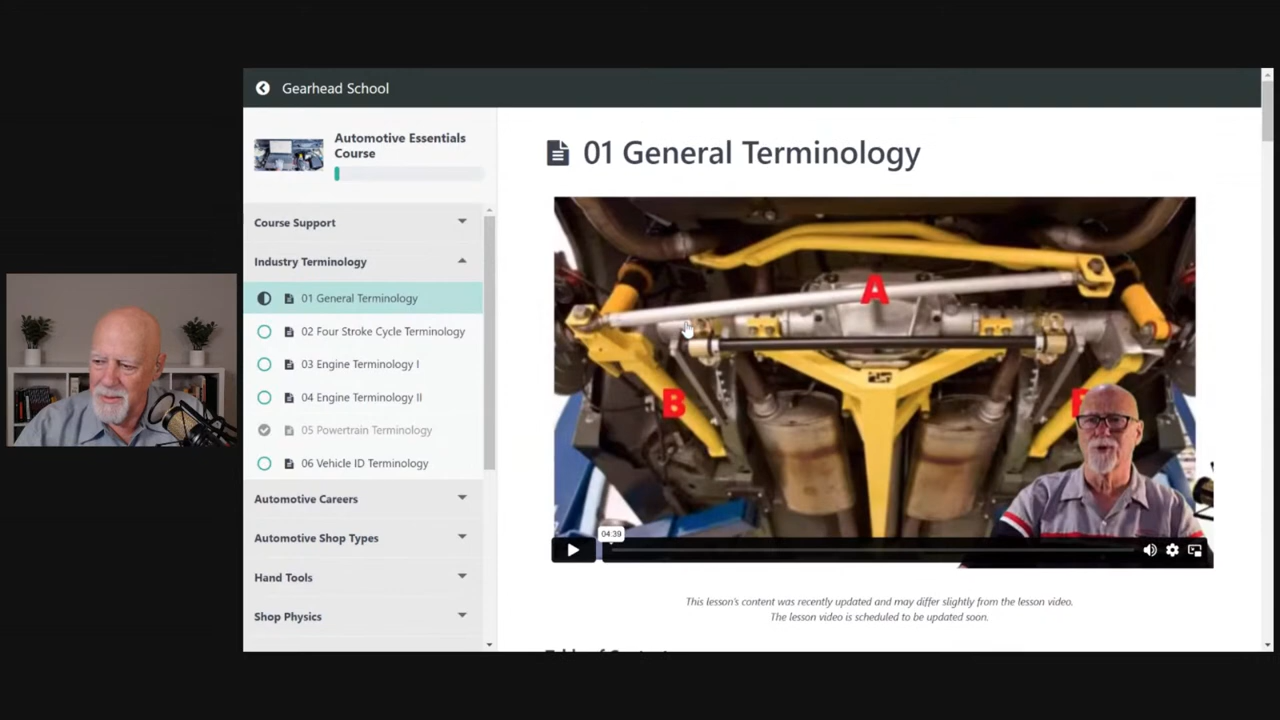 Gearhead School
Automotive Essentials
Course
Course Support
Industry Terminology
01 General Terminology
02 Four Stroke Cycle Terminology
03 Engine Terminology I
04 Engine Terminology II
05 Powertrain Terminology
06 Vehicle ID Terminology
Automotive Careers
Automotive Shop Types
Hand Tools
Shop Physics
01 General Terminology
A
B
04:39
This lesson's content was recently updated and may differ slightly from the lesson video.
The lesson video is scheduled to be updated soon.